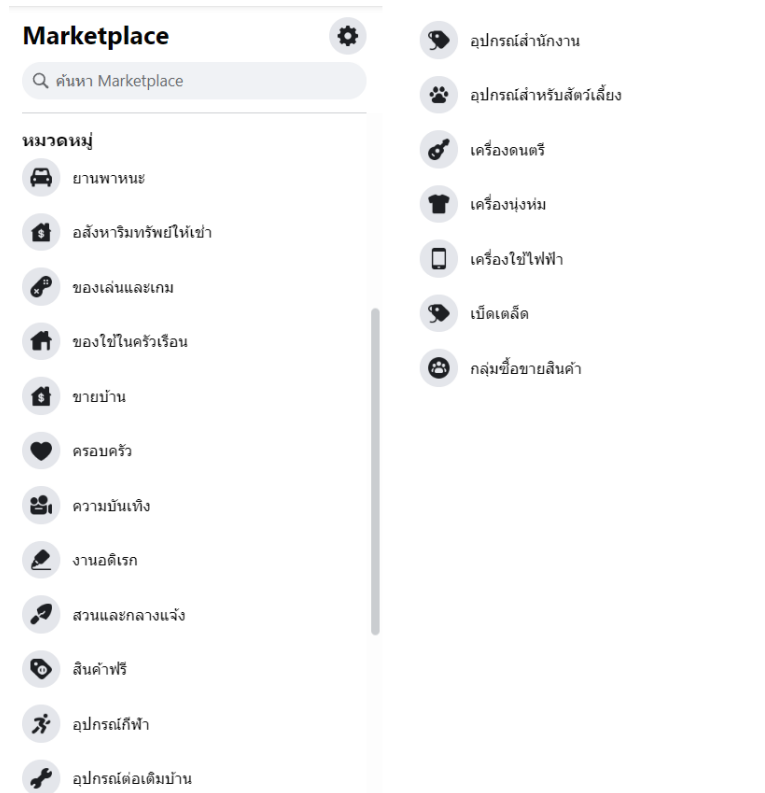 Marketplace
ค้นหา Marketplace
หมวดหมู่
ยานพาหนะ
อสังหาริมทรัพย์ให้เช่า
ของเล่นและเกม
ของใช้ในครัวเรือน
ขายบ้าน
ครอบครัว
ความบันเทิง
งานอดิเรก
สวนและกลางแจ้ง
สินค้าฟรี
อุปกรณ์กีฬา
อุปกรณ์ต่อเติมบ้าน
อุปกรณ์สำนักงาน
อุปกรณ์สำหรับสัตว์เลี้ยง
เครื่องดนตรี
เครื่องนุ่งห่ม
เครื่องใช้ไฟฟ้า
เบ็ดเตล็ด
กลุ่มซื้อขายสินค้า